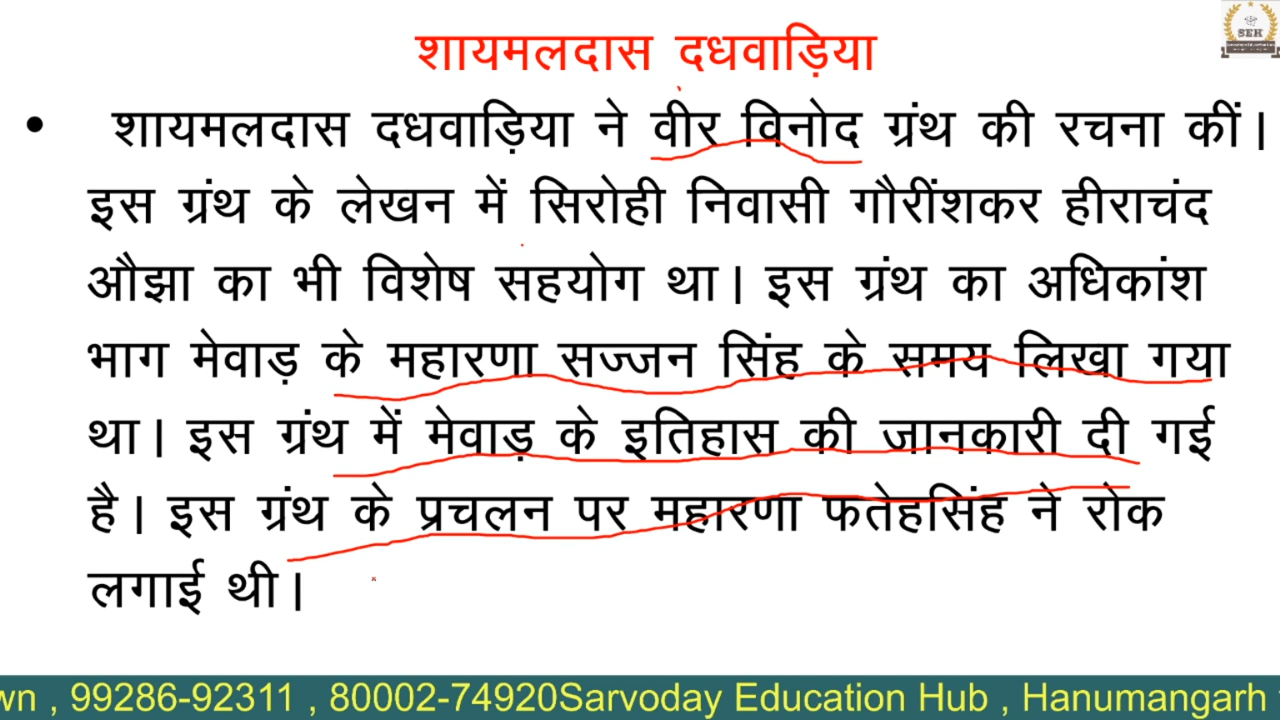 शायमलदास दधवाड़िया
SEH
• शायमलदास दधवाड़िया ने वीर विनोद ग्रंथ की रचना कीं।
इस ग्रंथ के लेखन में सिरोही निवासी गौरींशकर हीराचंद
औझा का भी विशेष सहयोग था। इस ग्रंथ का अधिकांश
भाग मेवाड़ के महारणा सज्जन सिंह के समय लिखा गया
था। इस ग्रंथ में मेवाड़ के इतिहास की जानकारी दी गई
है। इस ग्रंथ के प्रचलन पर महारणा फतेहसिंह ने रोक
लगाई थी।
wn , 99286-92311 , 80002-74920Sarvoday Education Hub , Hanumangarh